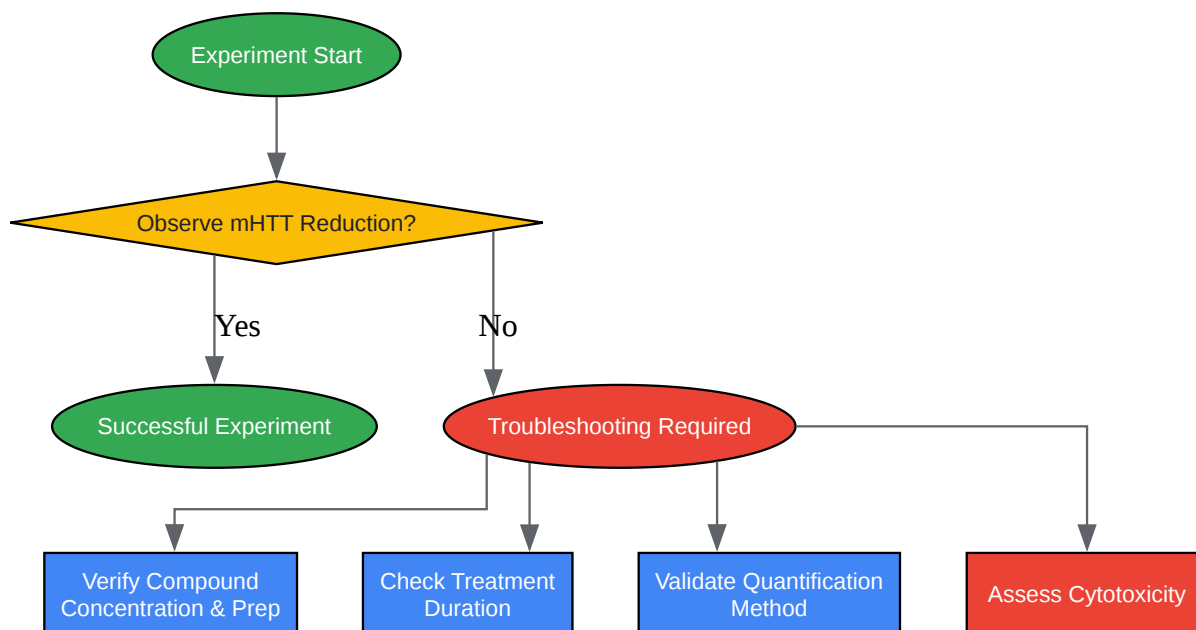 Experiment Start
Observe mHTT Reduction?
Yes
No
Successful Experiment
Troubleshooting Required
Verify Compound
Concentration & Prep
Check Treatment
Duration
Validate Quantification
Method
Assess Cytotoxicity